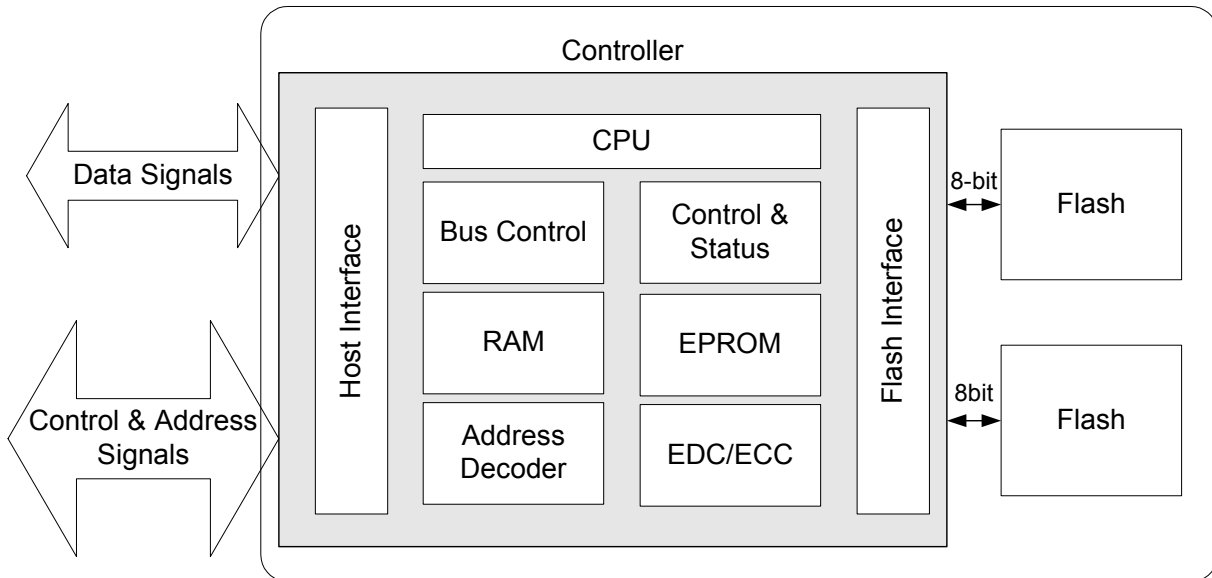 Controller
Data Signals
Control & Address
Signals
Host Interface
CPU
Bus Control
Control &
Status
RAM
EPROM
Address
Decoder
EDC/ECC
Flash Interface
8-bit
Flash
8bit
Flash